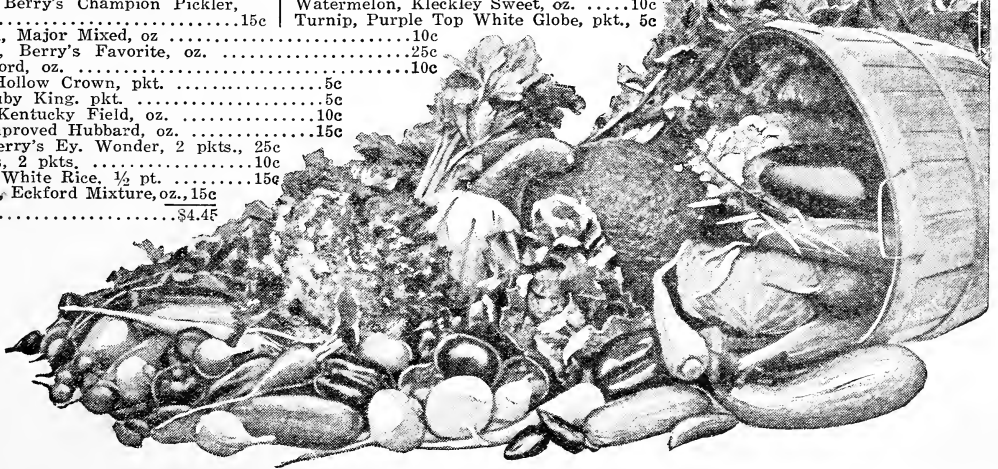 Berry's Champion Pickler,
....................15c
, Major Mixed, oz ....................10c
, Berry's Favorite, oz. ....................25c
ord, oz. ....................10c
Hollow Crown, pkt. ....................5c
uby King. pkt. ....................5c
Kentucky Field, oz. ....................10c
proved Hubbard, oz. ....................15c
erry's Ey. Wonder, 2 pkts., 25c
s, 2 pkts ....................10c
White Rice, ½ pt. ..........15c
, Eckford Mixture, oz., 15c
....................$4.45
Watermelon, Kleckley Sweet, oz. .....10c
Turnip, Purple Top White Globe, pkt., 5c